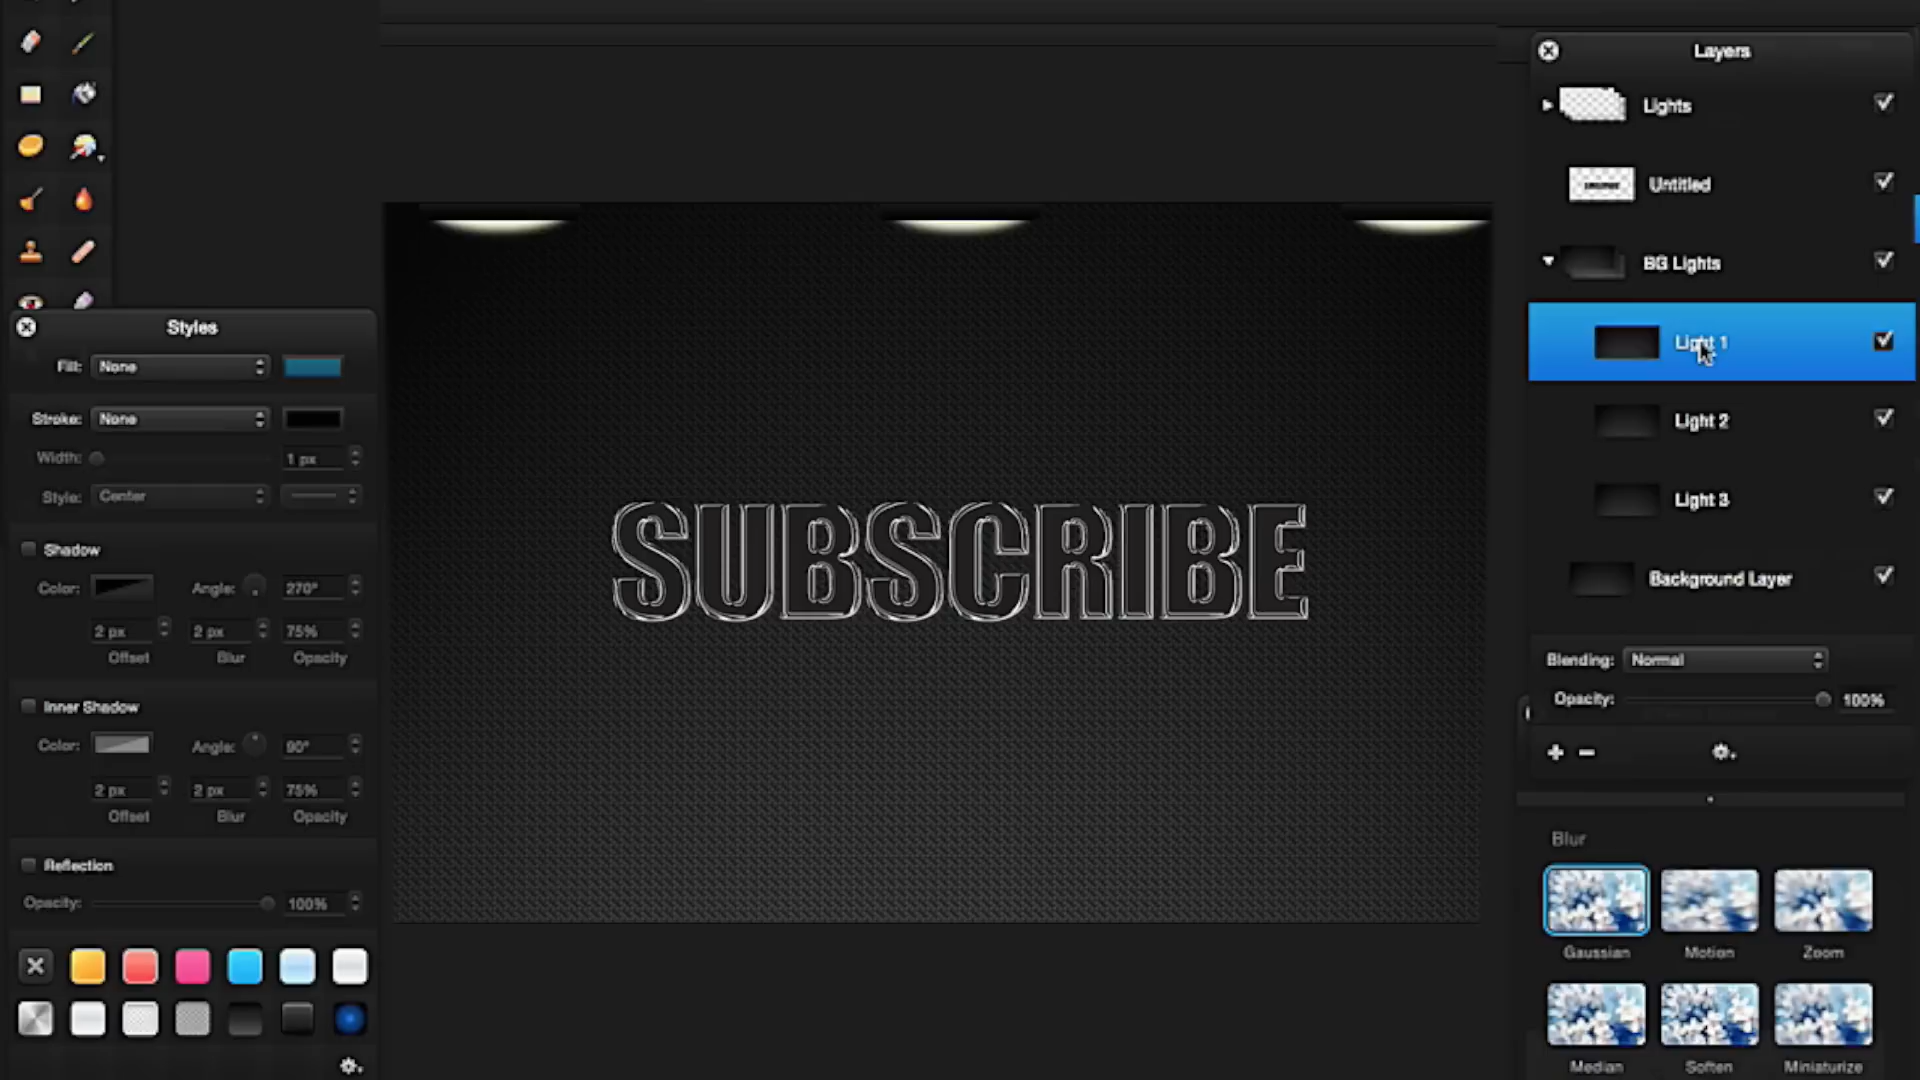 Styles
Fill: None
Stroke: None
Width: 1 px
Style: Center
Shadow
Color: Angle: 270°
2 px 2 px 75%
Offset Blur Opacity
Inner Shadow
Color: Angle: 90°
2 px 2 px 75%
Offset Blur Opacity
Reflection
Opacity: 100%
SUBSCRIBE
Layers
Lights
Untitled
BG Lights
Light 1
Light 2
Light 3
Background Layer
Blending: Normal
Opacity: 100%
Blur
Gaussian Motion Zoom
Median Soften Miniaturize